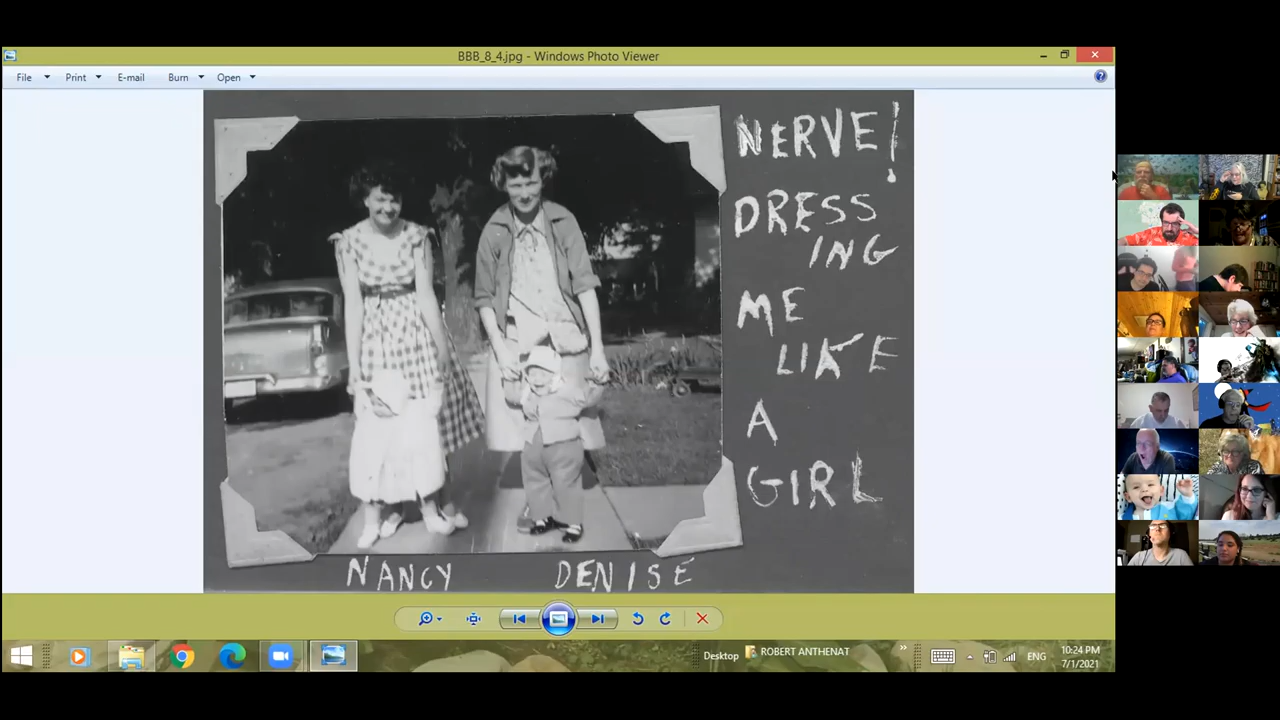 BBB_8_4.jpg - Windows Photo Viewer
File Print E-mail Burn Open
NERVE!
DRESS
ING
ME
LIKE
A
GIRL
NANCY DENISE
Desktop ROBERT ANTHENAT
ENG
10:24 PM
7/1/2021